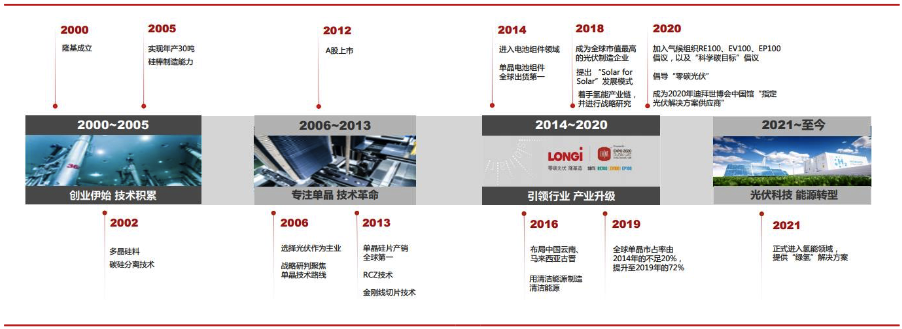 2000
隆基成立
2005
实现年产30吨
硅棒制造能力
2012
A股上市
2014
进入电池组件领域
单晶电池组件
全球出货第一
2018
成为全球市值最高
的光伏制造企业
提出 “Solar for
Solar”发展模式
着手氢能产业链,
并进行战略研究
2020
加入气候组织RE100、EV100、EP100
倡议,以及“科学碳目标”倡议
倡导“零碳光伏”
成为2020年迪拜世博会中国馆“指定
光伏解决方案供应商”
2000~2005
创业伊始 技术积累
2006~2013
专注单晶 技术革命
2014~2020
LONGi
零碳光伏 隆基造
引领行业 产业升级
2021~至今
光伏科技 能源转型
2002
多晶硅料
碳硅分离技术
2006
选择光伏作为主业
战略研判聚焦
单晶技术路线
2013
单晶硅片产销
全球第一
RCZ技术
金刚线切片技术
2016
布局中国云南、
马来西亚古晋
用清洁能源制造
清洁能源
2019
全球单晶市占率由
2014年的不足20%,
提升至2019年的72%
2021
正式进入氢能领域,
提供“绿氢”解决方案